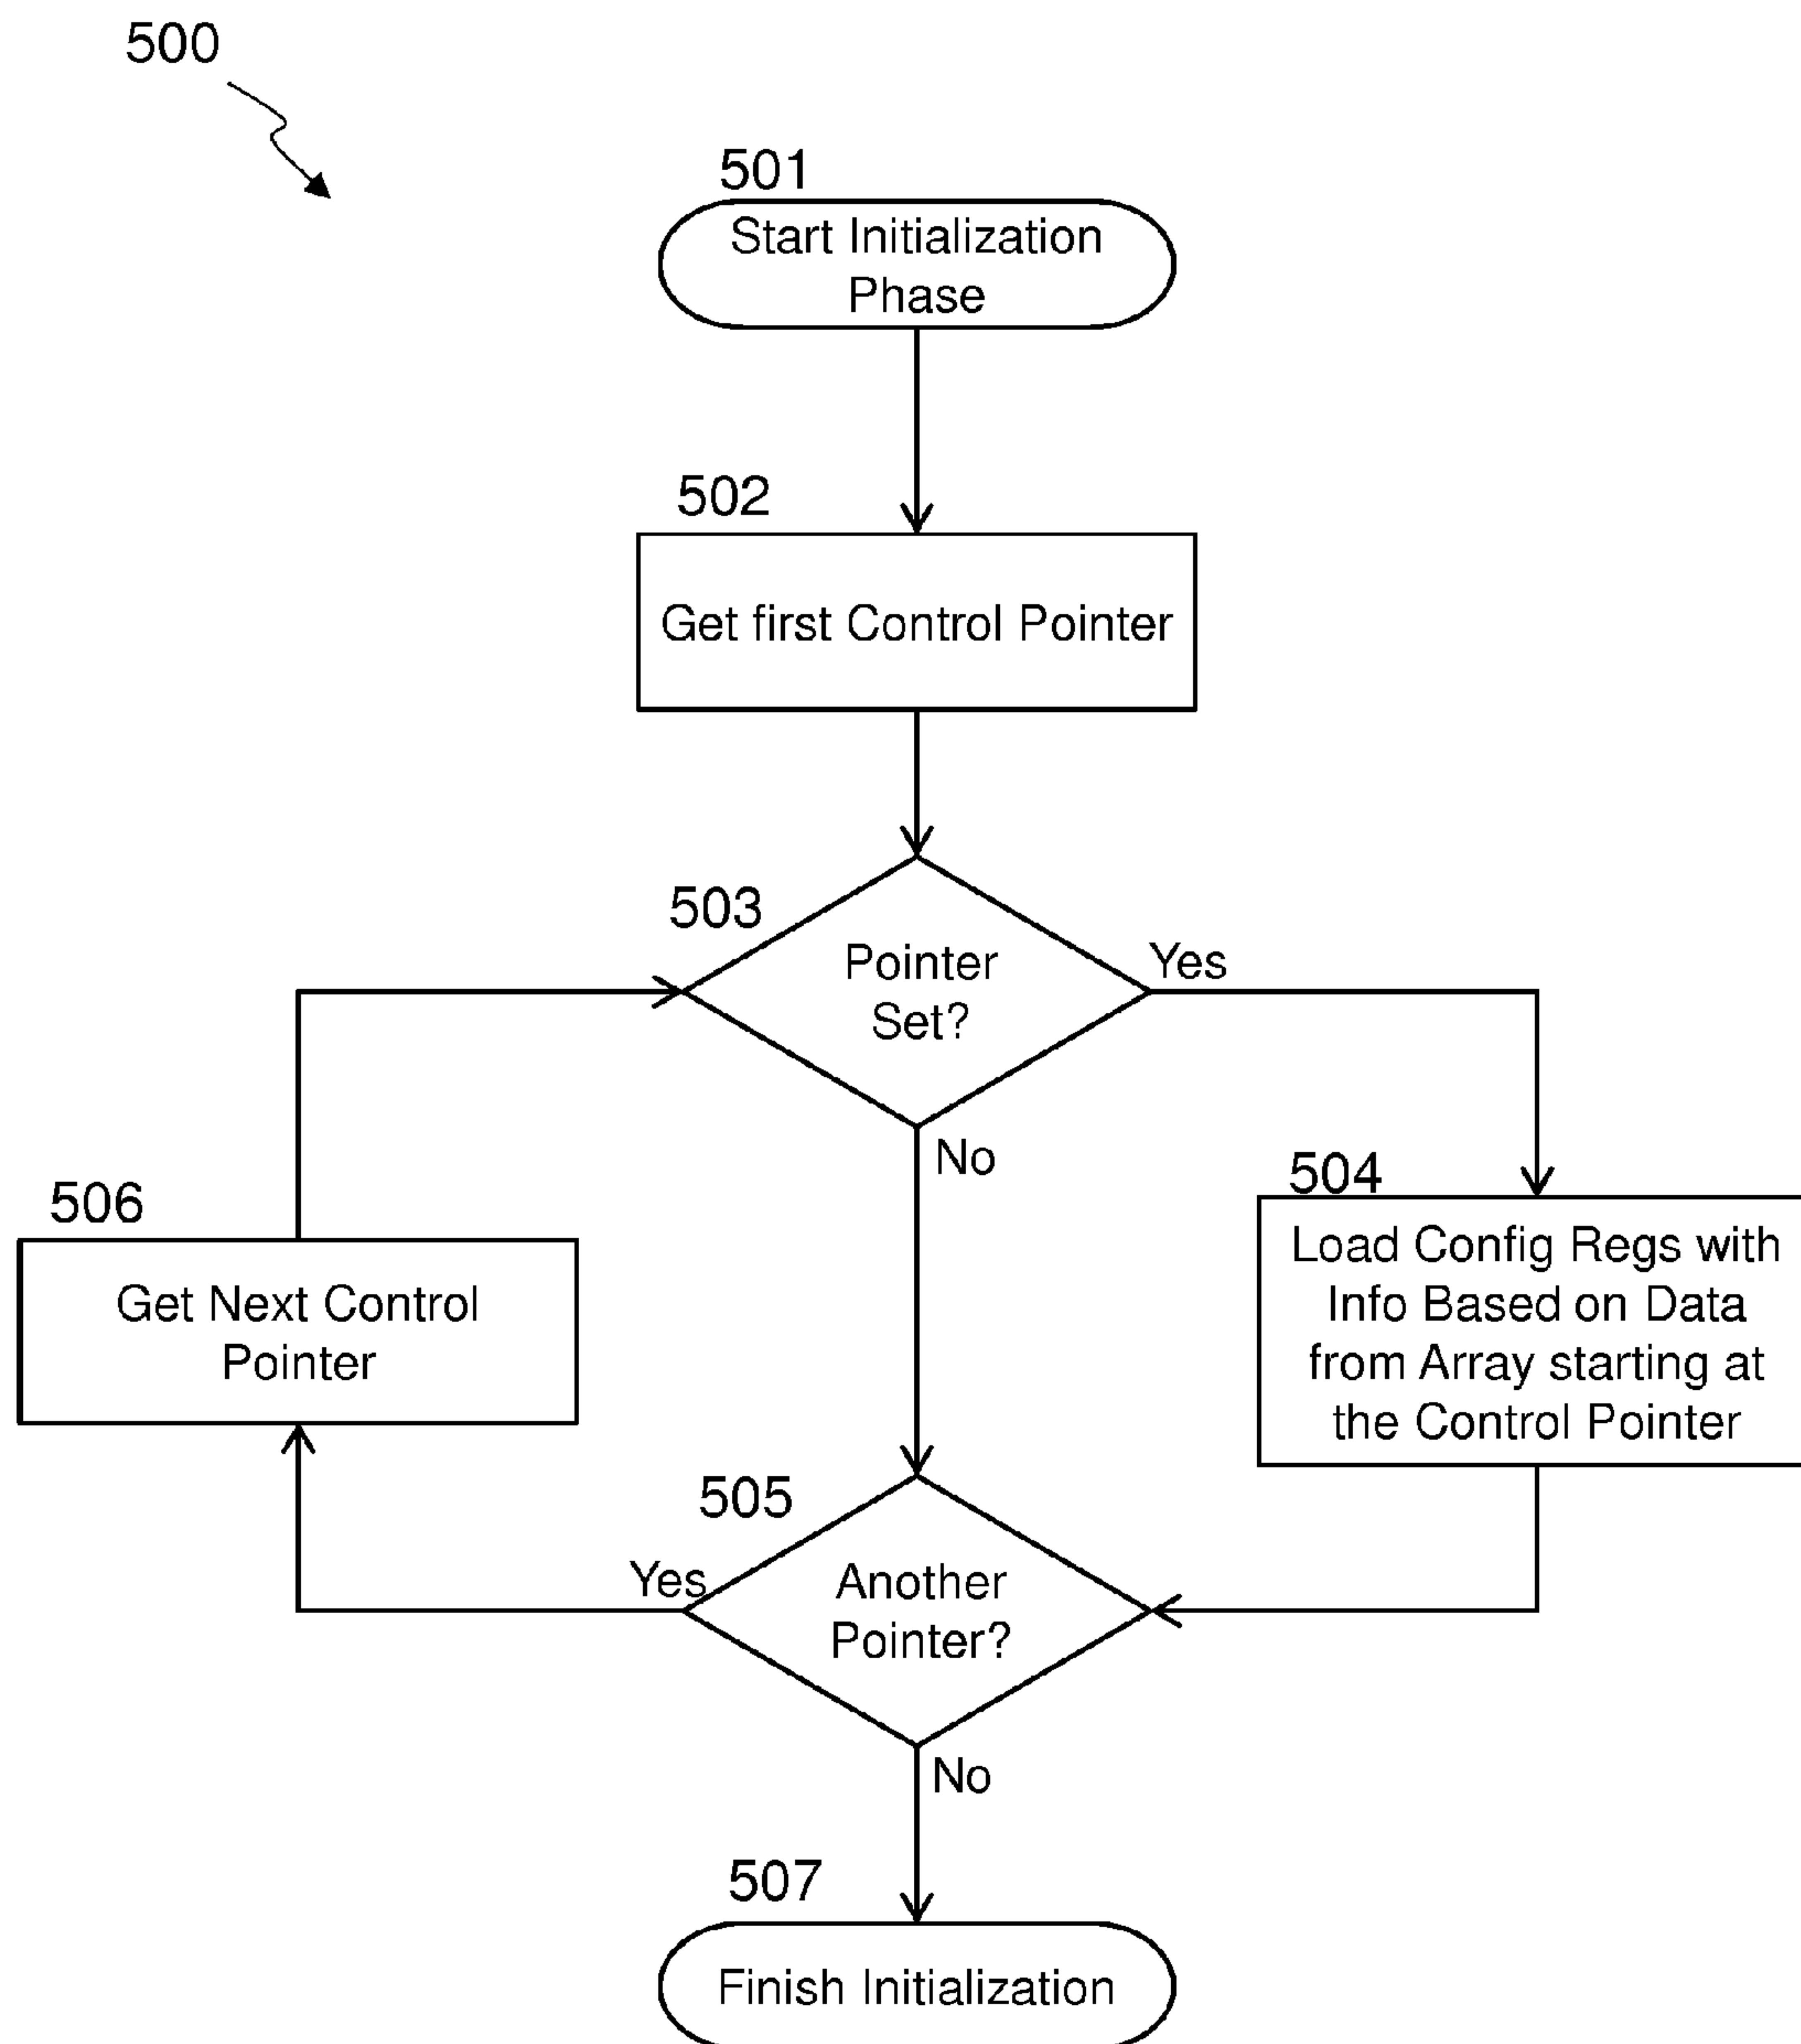 500
501
Start Initialization
Phase
502
Get first Control Pointer
503
Pointer
Set?
Yes
No
504
Load Config Regs with
Info Based on Data
from Array starting at
the Control Pointer
506
Get Next Control
Pointer
505
Another
Pointer?
Yes
No
507
Finish Initialization